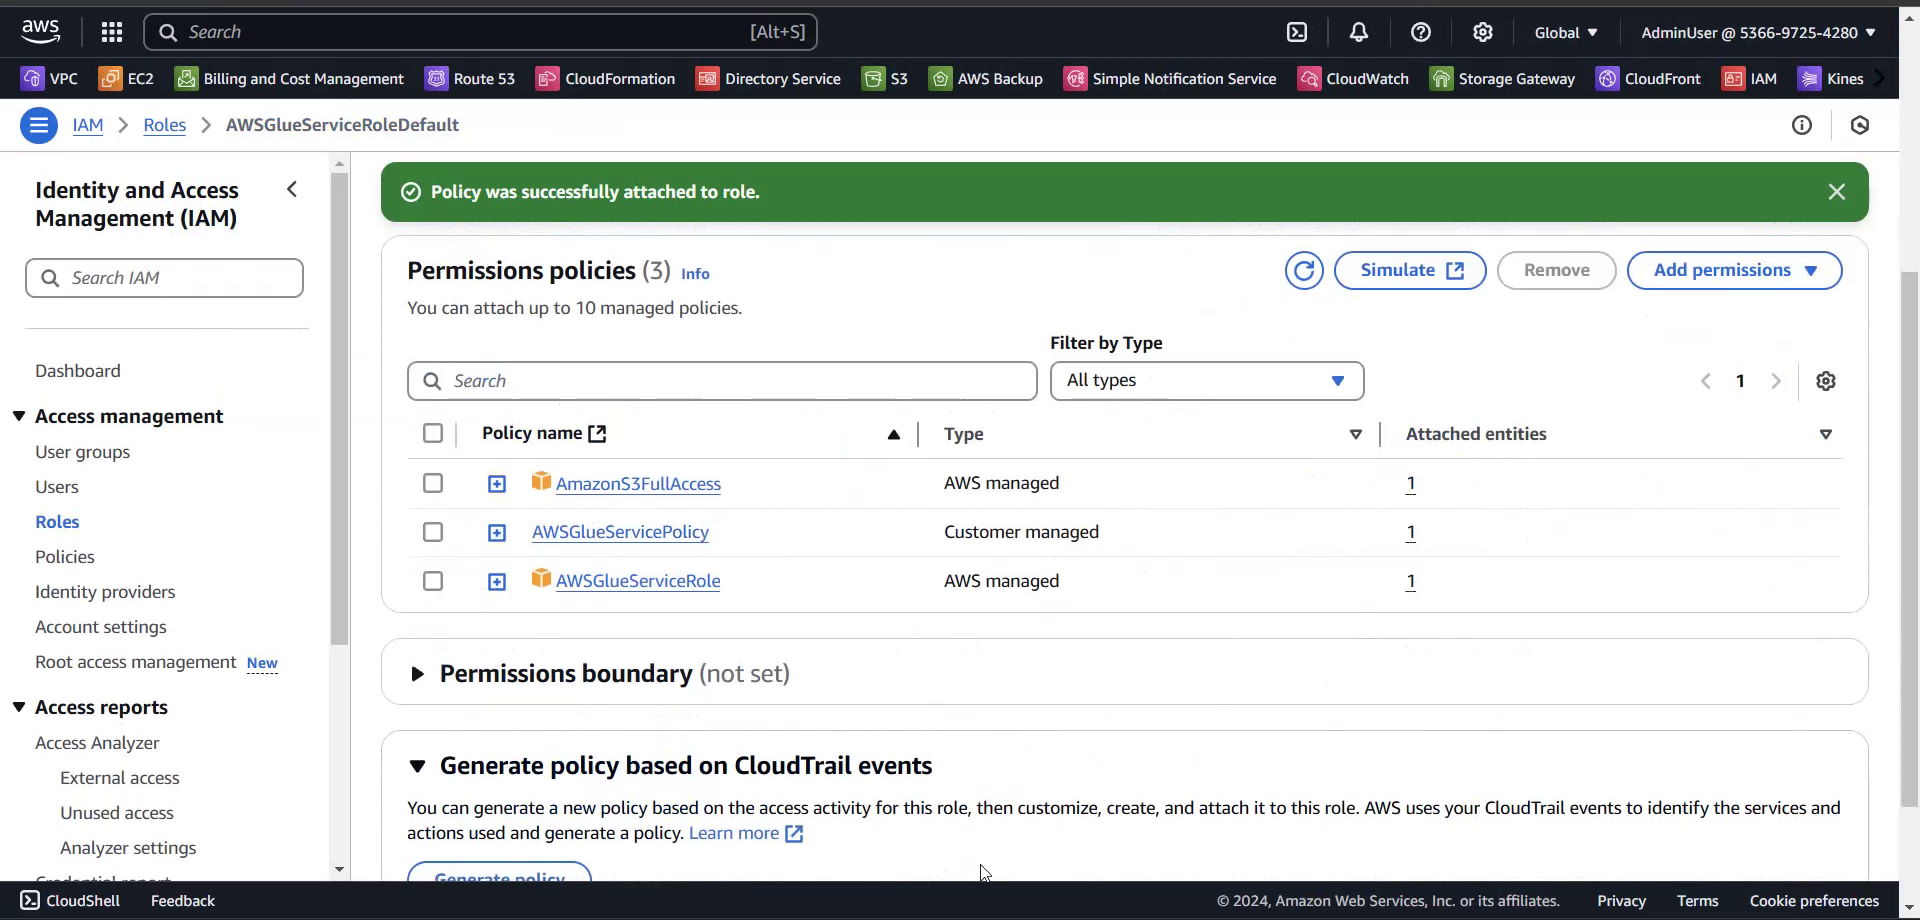 aws
Search [Alt+S]
Global
AdminUser @ 5366-9725-4280
VPC EC2 Billing and Cost Management Route 53 CloudFormation Directory Service S3 AWS Backup Simple Notification Service CloudWatch Storage Gateway CloudFront IAM Kines
IAM Roles AWSGlueServiceRoleDefault
Identity and Access
Management (IAM)
Search IAM
Dashboard
Access management
User groups
Users
Roles
Policies
Identity providers
Account settings
Root access management New
Access reports
Access Analyzer
External access
Unused access
Analyzer settings
Credential report
Policy was successfully attached to role.
Permissions policies (3) Info
Simulate
Remove
Add permissions
You can attach up to 10 managed policies.
Filter by Type
Search
All types
1
Policy name Type Attached entities
AmazonS3FullAccess AWS managed 1
AWSGlueServicePolicy Customer managed 1
AWSGlueServiceRole AWS managed 1
Permissions boundary (not set)
Generate policy based on CloudTrail events
You can generate a new policy based on the access activity for this role, then customize, create, and attach it to this role. AWS uses your CloudTrail events to identify the services and
actions used and generate a policy. Learn more
Generate policy
CloudShell Feedback © 2024, Amazon Web Services, Inc. or its affiliates. Privacy Terms Cookie preferences